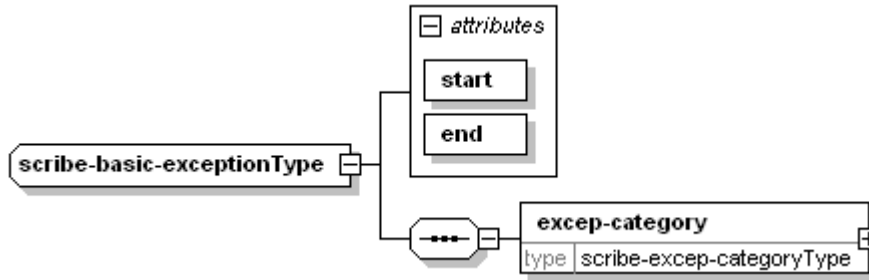 attributes
start
end
scribe-basic-exceptionType
excep-category
type scribe-excep-categoryType